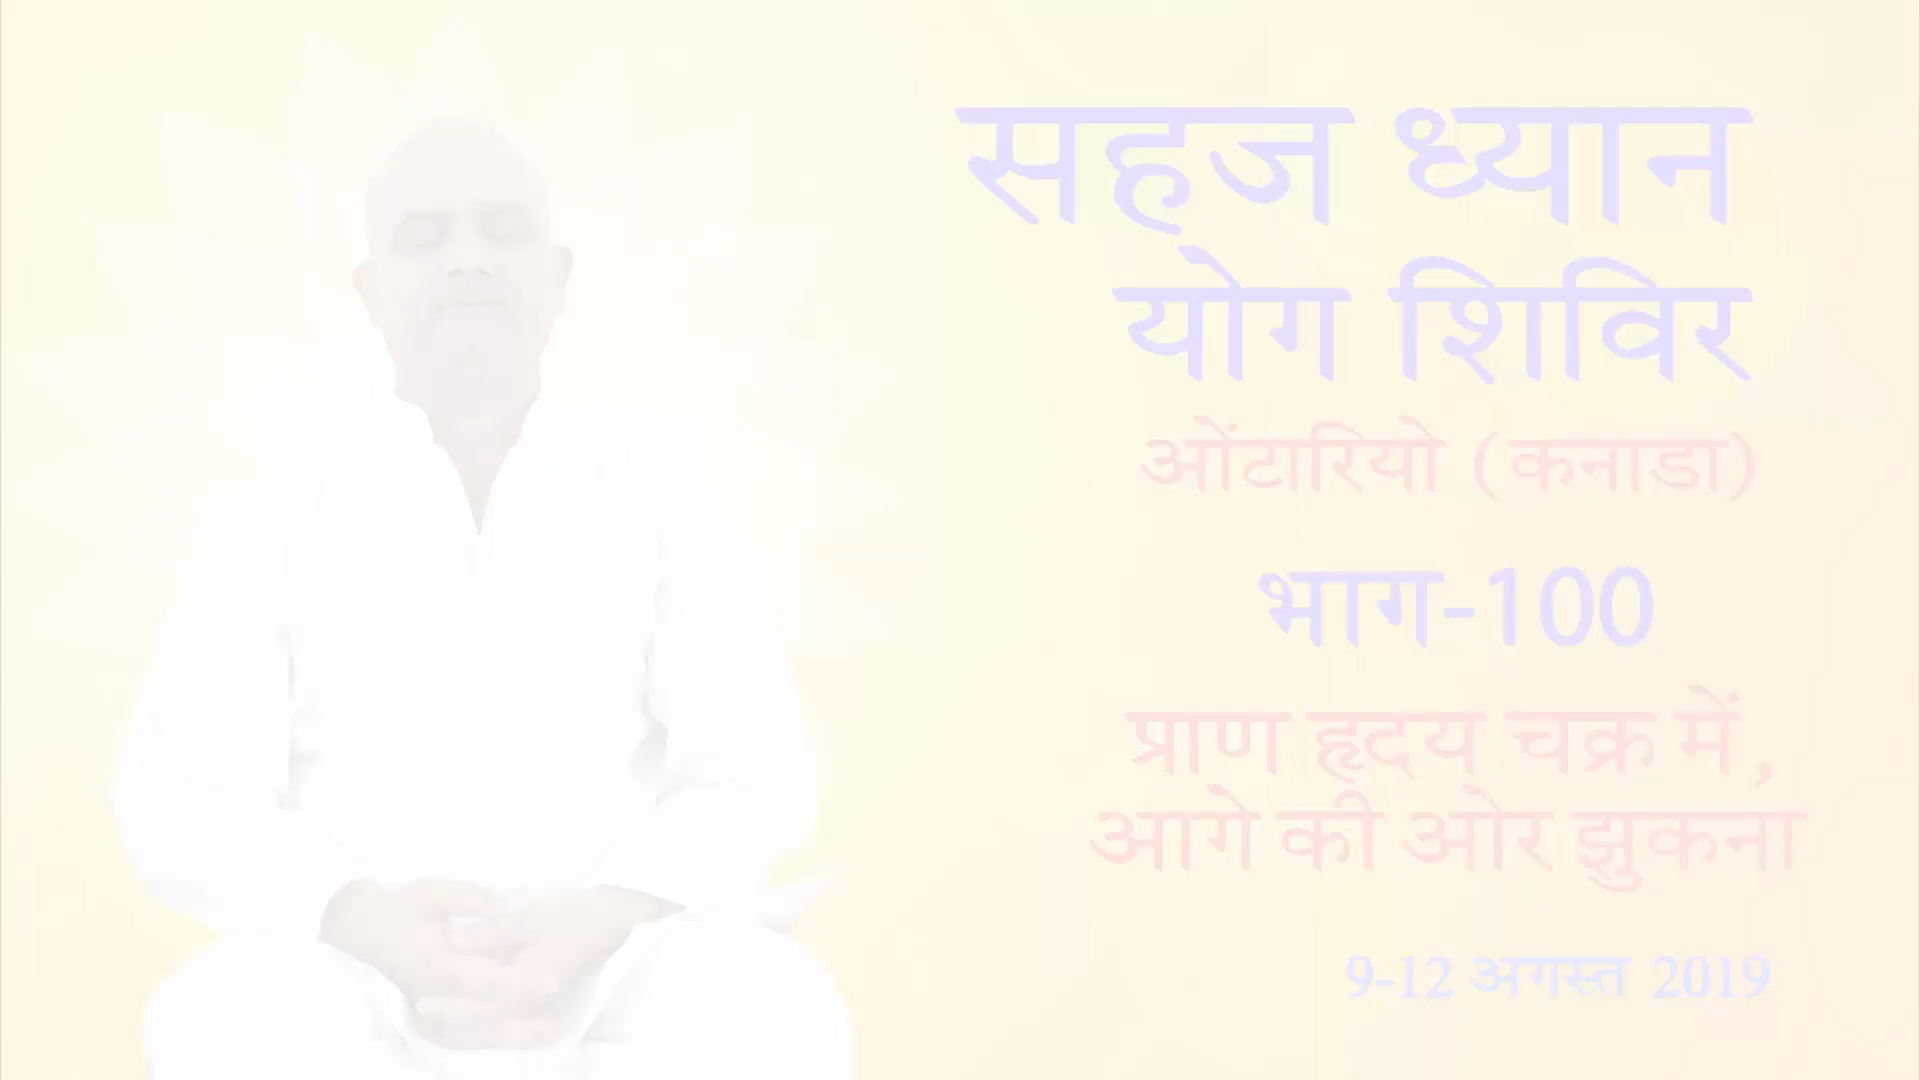 सहज ध्यान
योग शिविर
ओंटारियो (कनाडा)
भाग-100
प्राण हृदय चक्र में,
आगे की ओर झुकना
9-12 अगस्त 2019